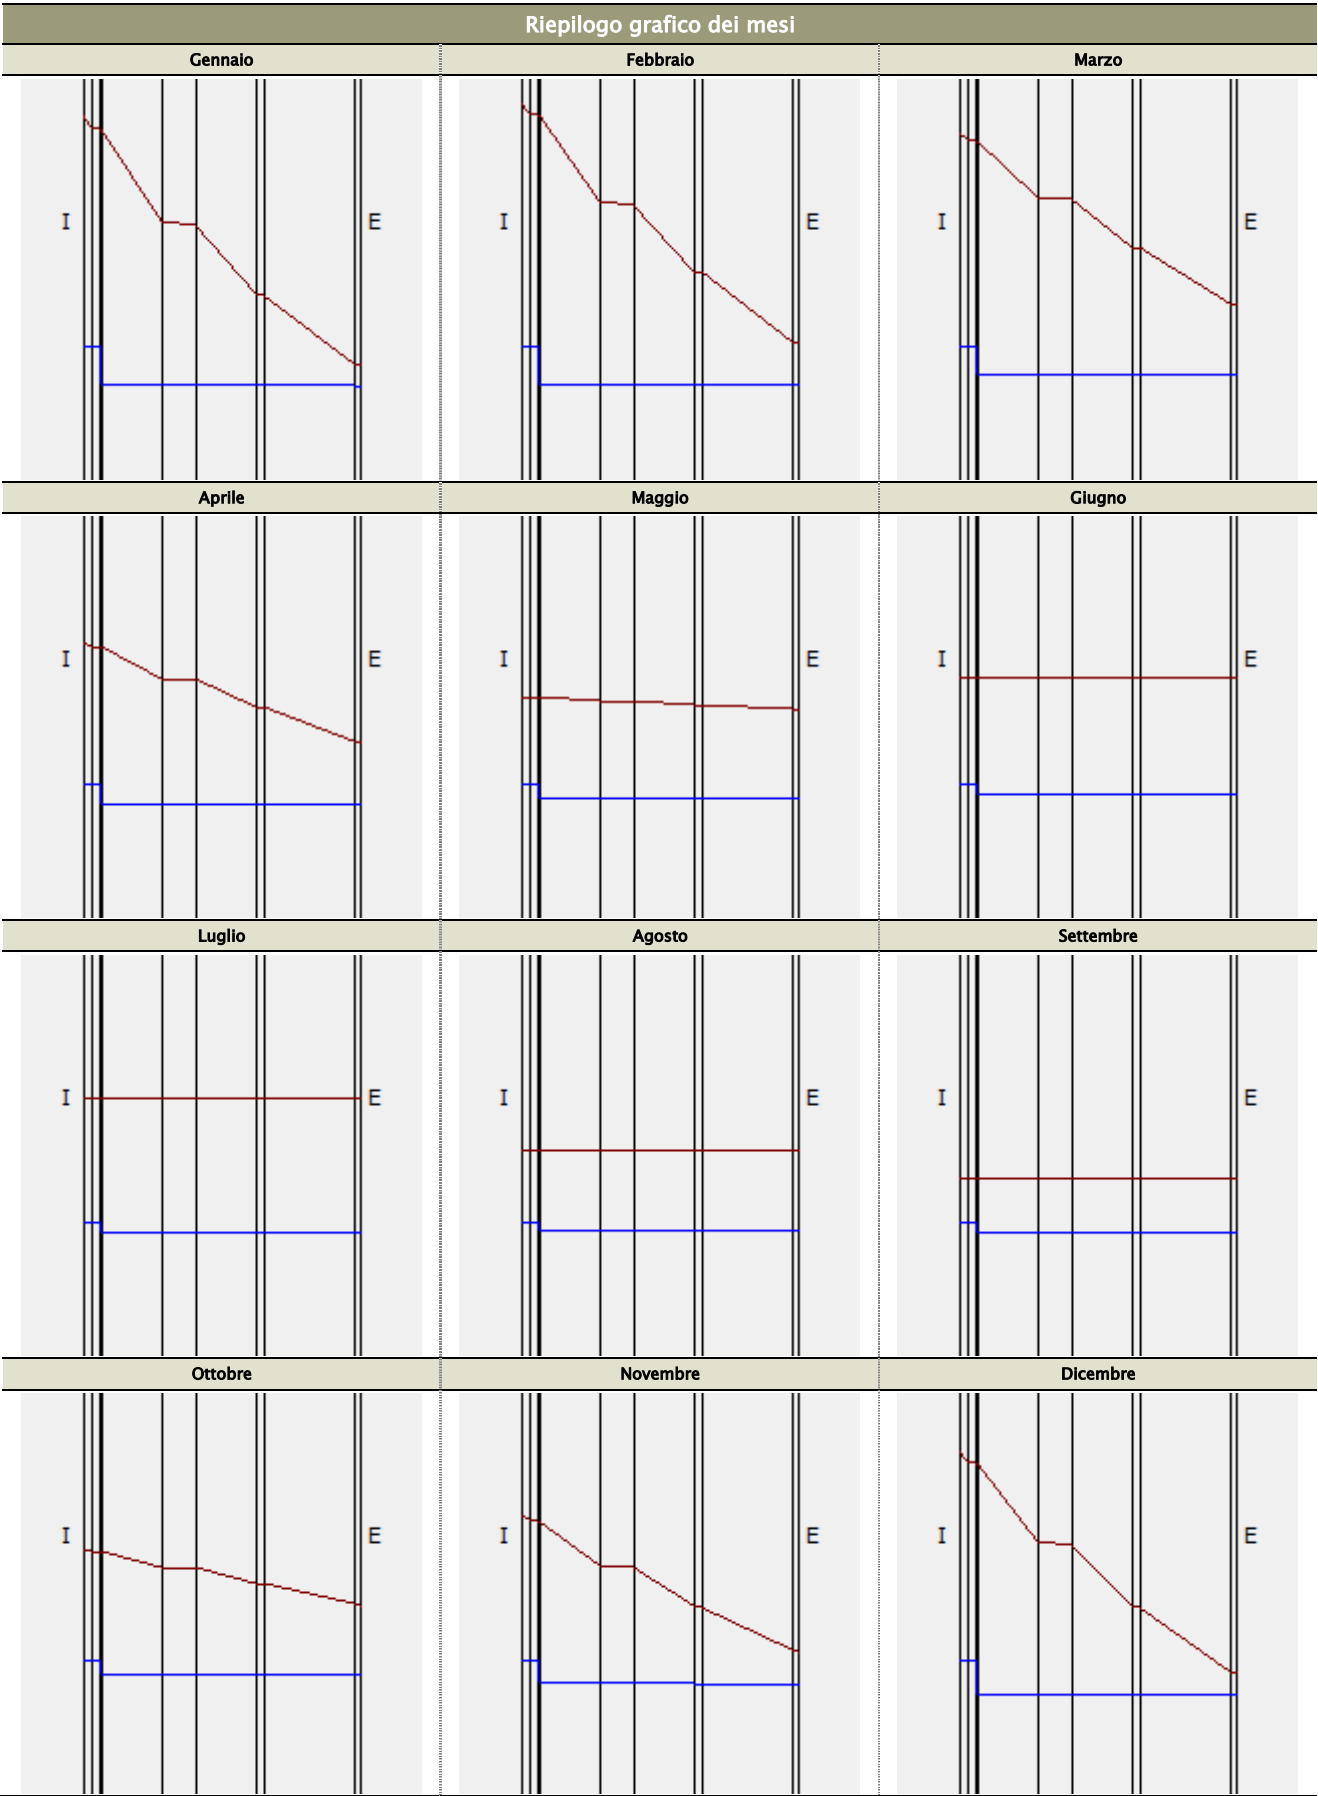 Riepilogo grafico dei mesi
Gennaio Febbraio Marzo
I E I E I E
Aprile Maggio Giugno
I E I E I E
Luglio Agosto Settembre
I E I E I E
Ottobre Novembre Dicembre
I E I E I E